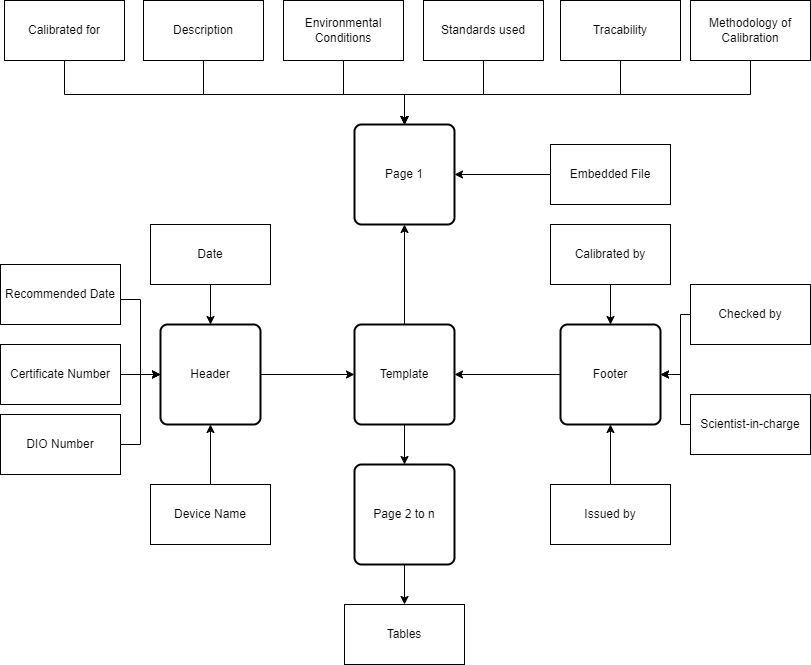 Calibrated for
Description
Environmental
Conditions
Standards used
Tracability
Methodology of
Calibration
Page 1
Embedded File
Date
Calibrated by
Recommended Date
Checked by
Certificate Number
Header
Template
Footer
DIO Number
Scientist-in-charge
Device Name
Page 2 to n
Issued by
Tables